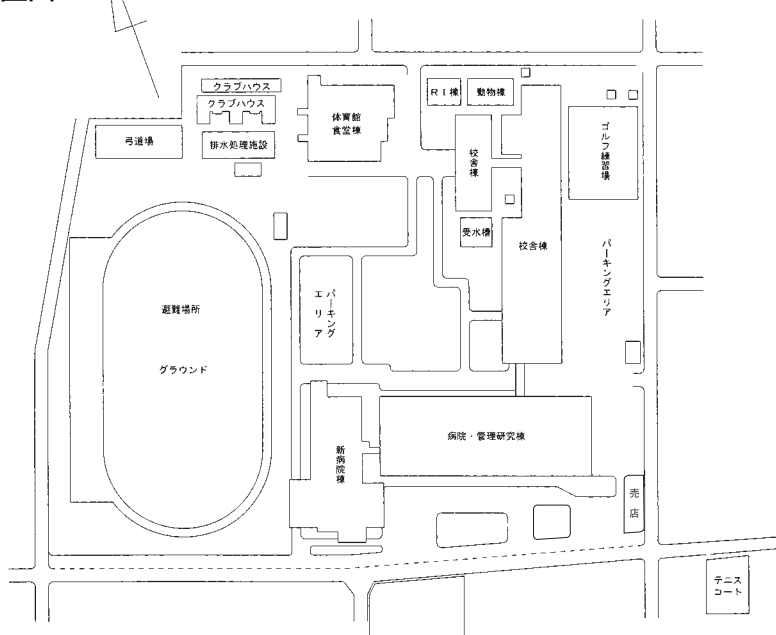 クラブハウス
クラブハウス
弓道場
排水処理施設
体育館
食堂棟
RI棟
動物棟
校舎棟
ゴルフ練習場
受水槽
校舎棟
パーキングエリア
避難場所
グラウンド
パーキング
エリア
病院・管理研究棟
新病院棟
売店
テニス
コート